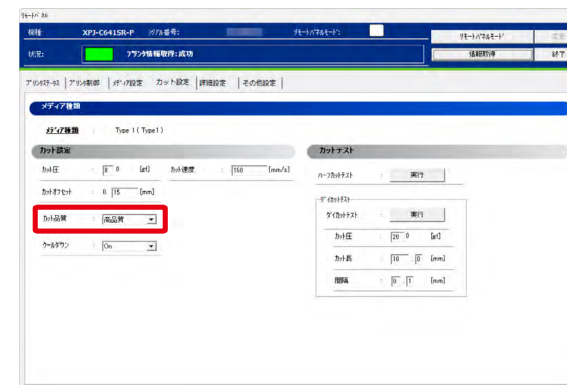 リモートパネル
機種: XPJ-C641SR-P シリアル番号: リモートパネルモード:
リモートパネルモード 変更
状況: プリンタ情報取得:成功
情報取得 終了
プリンタステータス プリンタ制御 メディア設定 カット設定 詳細設定 その他設定
メディア種類
メディア種類 : Type 1 ( Type1 )
カット設定
カット圧 : 8 0 [gf] カット速度 : 150 [mm/s]
カットオフセット : 0. 15 [mm]
カット品質 : 高品質
クールダウン : On
カットテスト
ハーフカットテスト : 実行
ダイカットテスト
ダイカットテスト : 実行
カット圧 : 20 0 [gf]
カット長 : 10 . 0 [mm]
間隔 : 0 . 1 [mm]